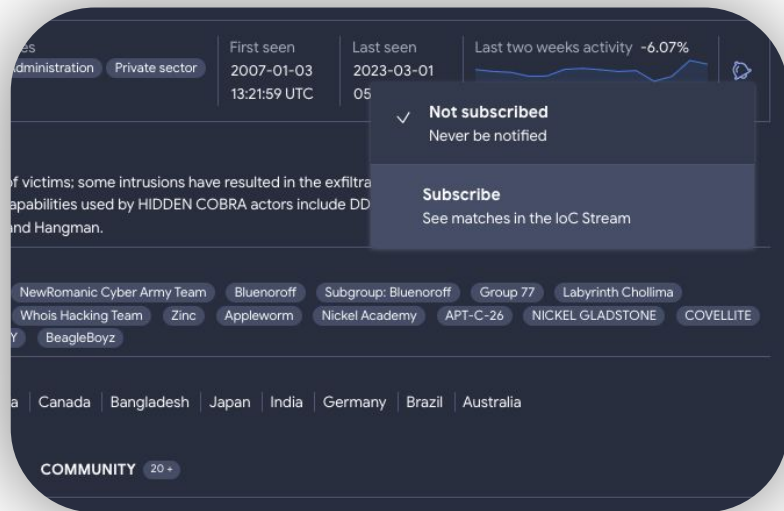 First seen
Last seen
Last two weeks activity -6.07%
Administration Private sector
2007-01-03
13:21:59 UTC
2023-03-01
05
Not subscribed
Never be notified
Subscribe
See matches in the IoC Stream
of victims; some intrusions have resulted in the
capabilities used by HIDDEN COBRA actors include
and Hangman.
NewRomanic Cyber Army Team Bluenoroff Subgroup: Bluenoroff Group 77 Labyrinth Chollima
Whois Hacking Team Zinc Appleworm Nickel Academy APT-C-26 NICKEL GLADSTONE COVELLITE
BeagleBoyz
Canada Bangladesh Japan India Germany Brazil Australia
COMMUNITY 20+